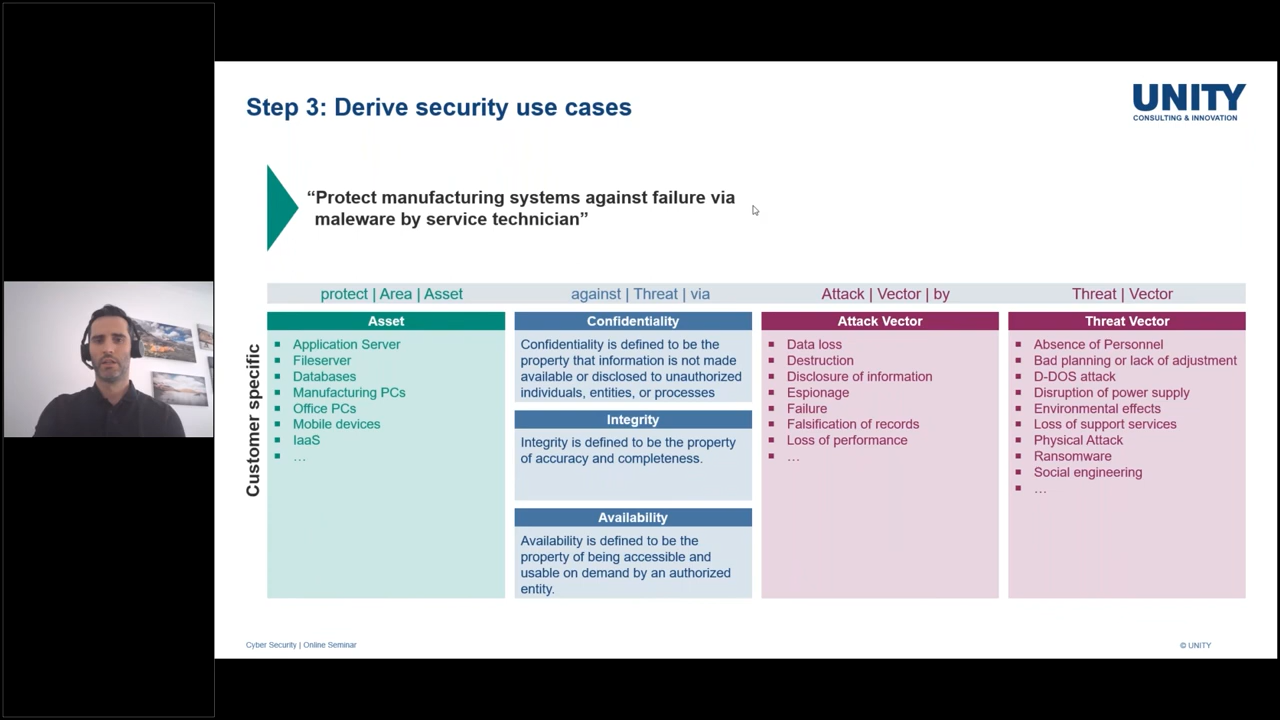 Step 3: Derive security use cases
UNITY
CONSULTING & INNOVATION
“Protect manufacturing systems against failure via
maleware by service technician”
protect | Area | Asset
against | Threat | via
Attack | Vector | by
Threat | Vector
Customer specific
Asset
Application Server
Fileserver
Databases
Manufacturing PCs
Office PCs
Mobile devices
IaaS
…
Confidentiality
Confidentiality is defined to be the
property that information is not made
available or disclosed to unauthorized
individuals, entities, or processes
Integrity
Integrity is defined to be the property
of accuracy and completeness.
Availability
Availability is defined to be the
property of being accessible and
usable on demand by an authorized
entity.
Attack Vector
Data loss
Destruction
Disclosure of information
Espionage
Failure
Falsification of records
Loss of performance
…
Threat Vector
Absence of Personnel
Bad planning or lack of adjustment
D-DOS attack
Disruption of power supply
Environmental effects
Loss of support services
Physical Attack
Ransomware
Social engineering
…
Cyber Security | Online Seminar
© UNITY